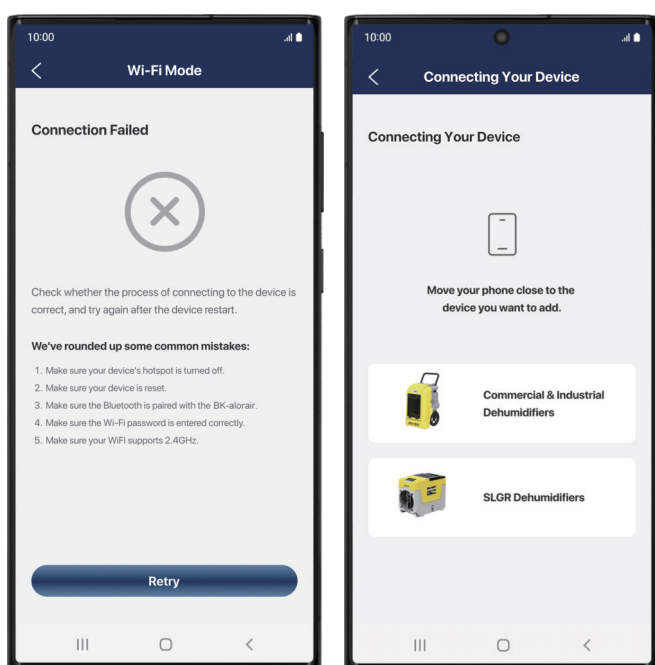 10:00
Wi-Fi Mode
Connection Failed
Check whether the process of connecting to the device is
correct, and try again after the device restart.
We've rounded up some common mistakes:
1. Make sure your device's hotspot is turned off.
2. Make sure your device is reset.
3. Make sure the Bluetooth is paired with the BK-alorair.
4. Make sure the Wi-Fi password is entered correctly.
5. Make sure your WiFi supports 2.4GHz.
Retry
10:00
Connecting Your Device
Connecting Your Device
Move your phone close to the
device you want to add.
Commercial & Industrial
Dehumidifiers
SLGR Dehumidifiers